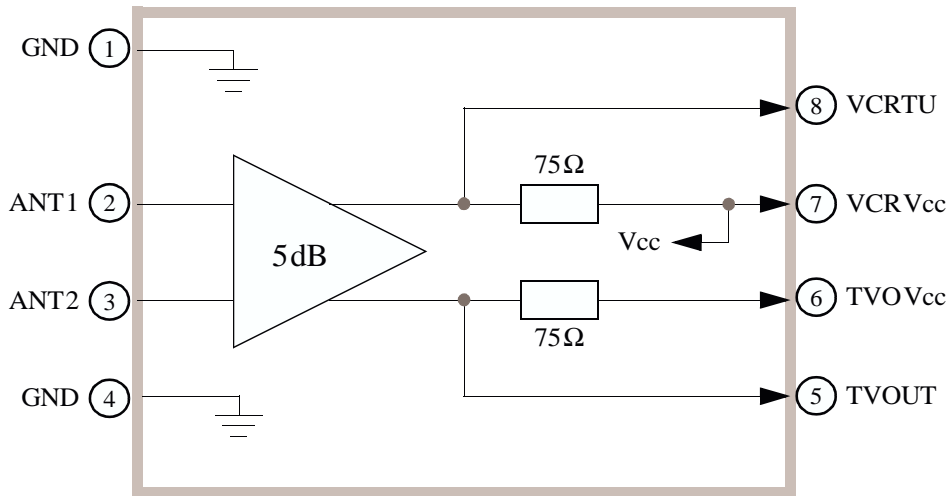 GND 1
8 VCRTU
75Ω
ANT1 2
7 VCRVcc
Vcc
5dB
ANT2 3
6 TVOVcc
75Ω
GND 4
5 TVOUT